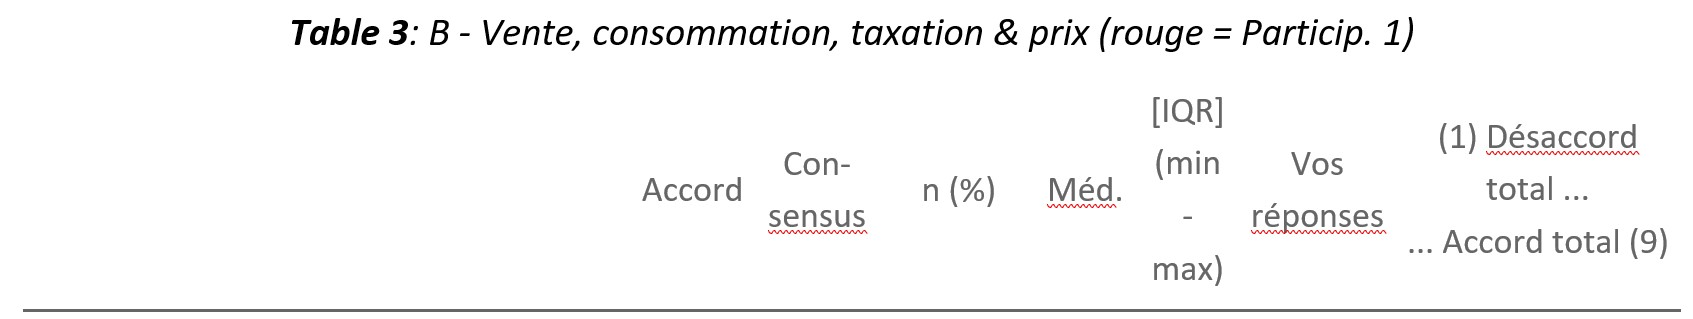 Table 3: B - Vente, consommation, taxation & prix (rouge = Particip. 1)
Accord
Con-
sensus
n (%)
Méd.
[IQR]
(min
-
max)
Vos
réponses
(1) Désaccord
total ...
... Accord total (9)